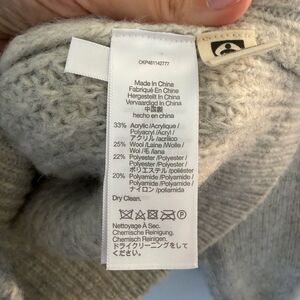 CKP481142777
Made In China
Fabriqué En China
Hergestellt In China
Vervaardigd In China
中国製
hecho en china
33% Acrylic /Acrylique /
Polyacryl /Acryl /
アクリル /acrílico
25% Wool /Laine /Wolle /
Wol /毛 /lana
22% Polyester /Polyester /
Polyester /Polyester /
ポリエステル /poliéster
20% Polyamide /Polyamide /
Polyamid /Polyamide /
ナイロン /poliamida
Dry Clean.
Nettoyage À Sec.
Chemische Reinigung.
Chemisch Reinigen.
ドライクリーニングをして
ください。